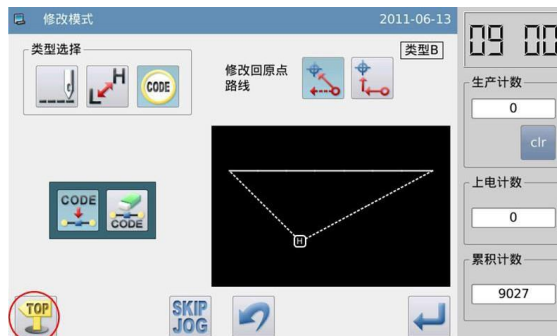 修改模式
2011-06-13
类型选择
H
L
CODE
修改回原点
路线
类型B
CODE
CODE
H
TOP
SKIP
JOG
09 00
生产计数
0
clr
上电计数
0
累积计数
9027